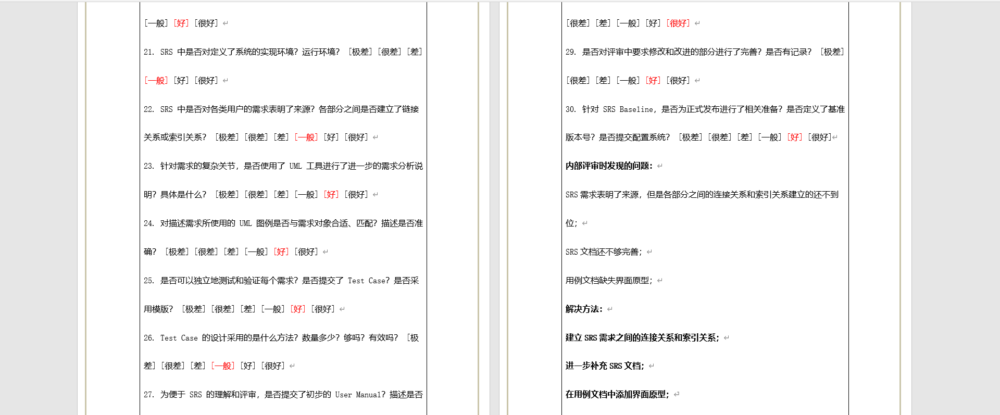 [一般] [好] [很好]
21. SRS 中是否对定义了系统的实现环境？运行环境？ [极差] [很差] [差]
[一般] [好] [很好]
22. SRS 中是否对各类用户的需求表明了来源？各部分之间是否建立了链接
关系或索引关系？ [极差] [很差] [差] [一般] [好] [很好]
23. 针对需求的复杂关节，是否使用了 UML 工具进行了进一步的需求分析说
明？具体是什么？ [极差] [很差] [差] [一般] [好] [很好]
24. 对描述需求所使用的 UML 图例是否与需求对象合适、匹配？描述是否准
确？ [极差] [很差] [差] [一般] [好] [很好]
25. 是否可以独立地测试和验证每个需求？是否提交了 Test Case？是否采
用模版？ [极差] [很差] [差] [一般] [好] [很好]
26. Test Case 的设计采用的是什么方法？数量多少？够吗？有效吗？ [极
差] [很差] [差] [一般] [好] [很好]
27. 为便于 SRS 的理解和评审，是否提交了初步的 User Manual？描述是否
[很差] [差] [一般] [好] [很好]
29. 是否对评审中要求修改和改进的部分进行了完善？是否有记录？ [极差]
[很差] [差] [一般] [好] [很好]
30. 针对 SRS Baseline，是否为正式发布进行了相关准备？是否定义了基准
版本号？是否提交配置系统？ [极差] [很差] [差] [一般] [好] [很好]
内部评审时发现的问题：
SRS 需求表明了来源，但是各部分之间的连接关系和索引关系建立的还不到
位；
SRS 文档还不够完善；
用例文档缺失界面原型；
解决方法：
建立 SRS 需求之间的连接关系和索引关系；
进一步补充 SRS 文档；
在用例文档中添加界面原型；